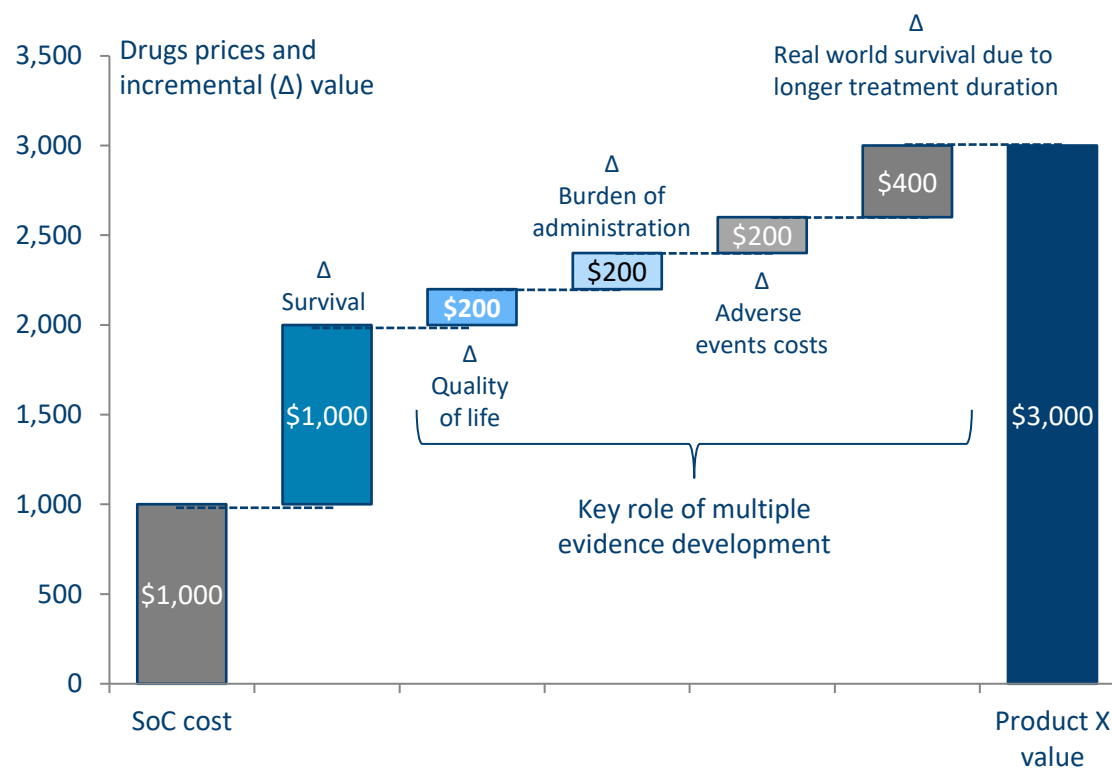 Drugs prices and
incremental (Δ) value
Δ
Real world survival due to
longer treatment duration
3,500
3,000
2,500
2,000
1,500
1,000
500
0
$1,000
Δ
Survival
$1,000
$200
Δ
Quality
of life
Δ
Burden of
administration
$200
$200
Δ
Adverse
events costs
$400
$3,000
Key role of multiple
evidence development
SoC cost
Product X
value